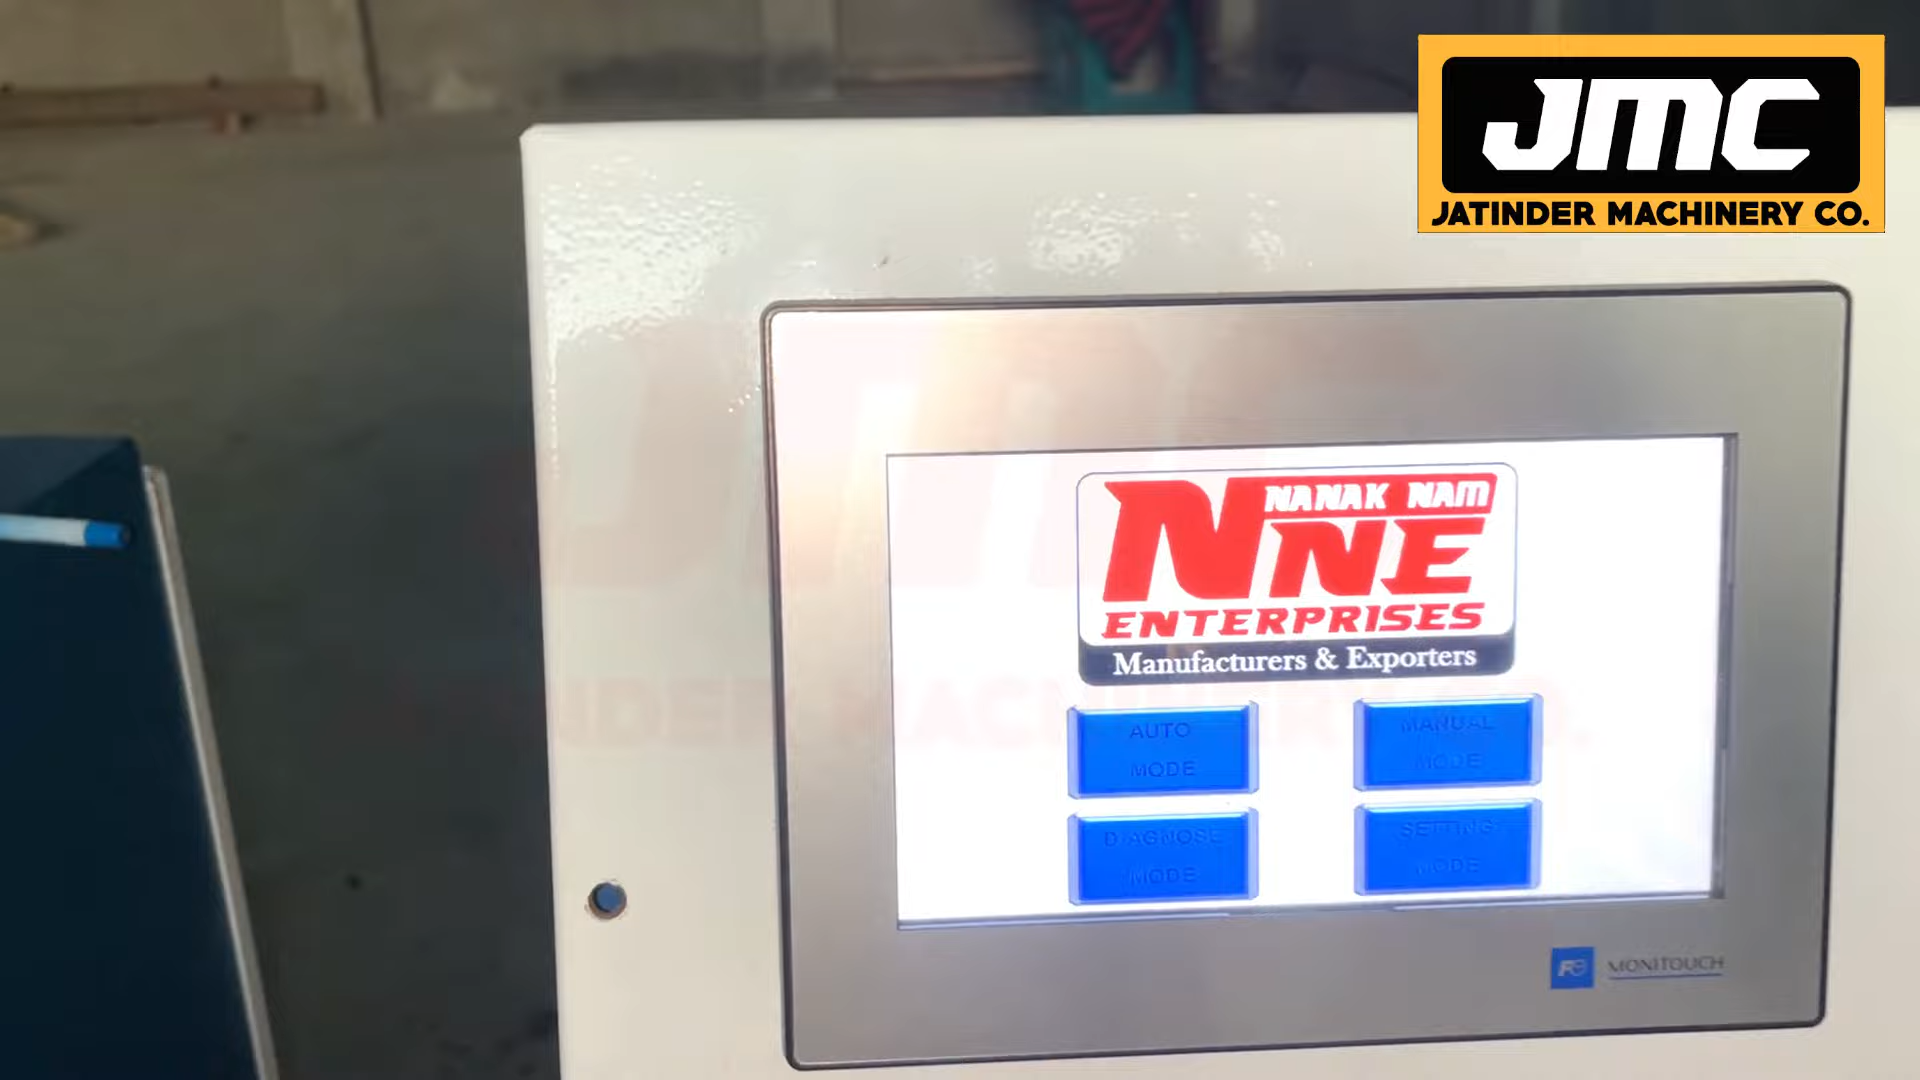 JMC
JATINDER MACHINERY CO.
NANAK NAM
NNE
ENTERPRISES
Manufacturers & Exporters
AUTO
MODE
MANUAL
MODE
DIAGNOSE
MODE
SETTING
MODE
MONITOUCH